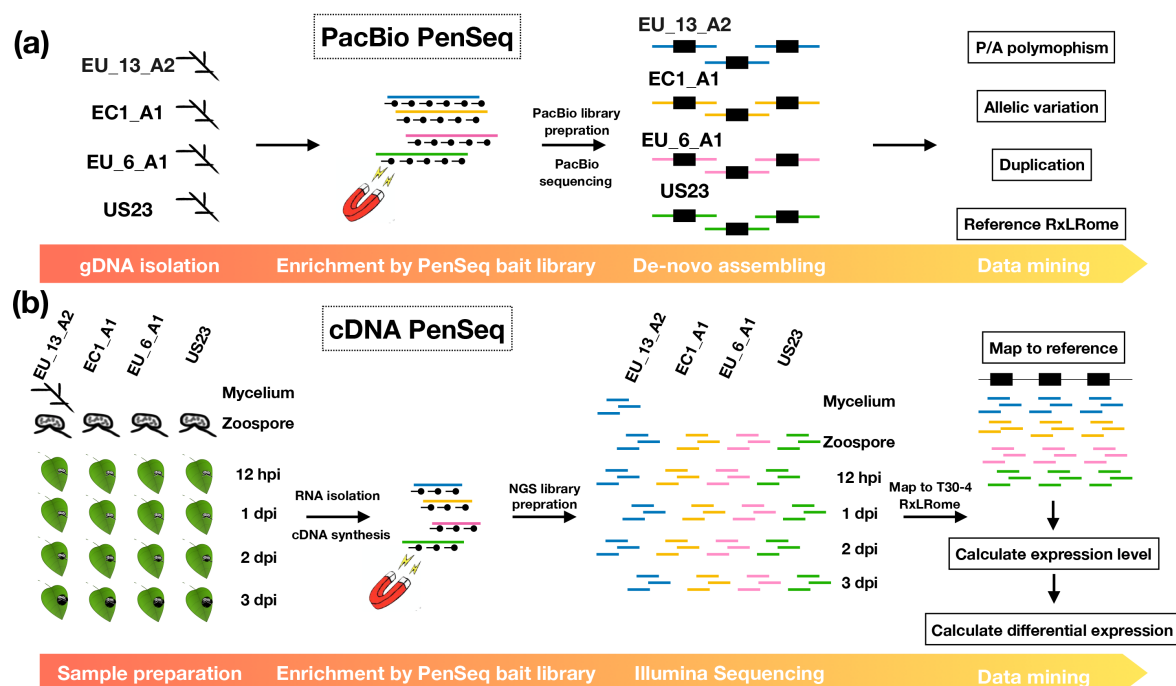 (a)
PacBio PenSeq
EU_13_A2
EC1_A1
EU_6_A1
US23
PacBio library
prepration
PacBio
sequencing
EU_13_A2
EC1_A1
EU_6_A1
US23
P/A polymophism
Allelic variation
Duplication
Reference RxLRome
gDNA isolation
Enrichment by PenSeq bait library
De-novo assembling
Data mining
(b)
cDNA PenSeq
EU_13_A2
EC1_A1
EU_6_A1
US23
Mycelium
Zoospore
12 hpi
1 dpi
2 dpi
3 dpi
RNA isolation
cDNA synthesis
NGS library
prepration
EU_13_A2
EC1_A1
EU_6_A1
US23
Mycelium
Zoospore
12 hpi
1 dpi
2 dpi
3 dpi
Map to T30-4
RxLRome
Map to reference
Calculate expression level
Calculate differential expression
Sample preparation
Enrichment by PenSeq bait library
Illumina Sequencing
Data mining